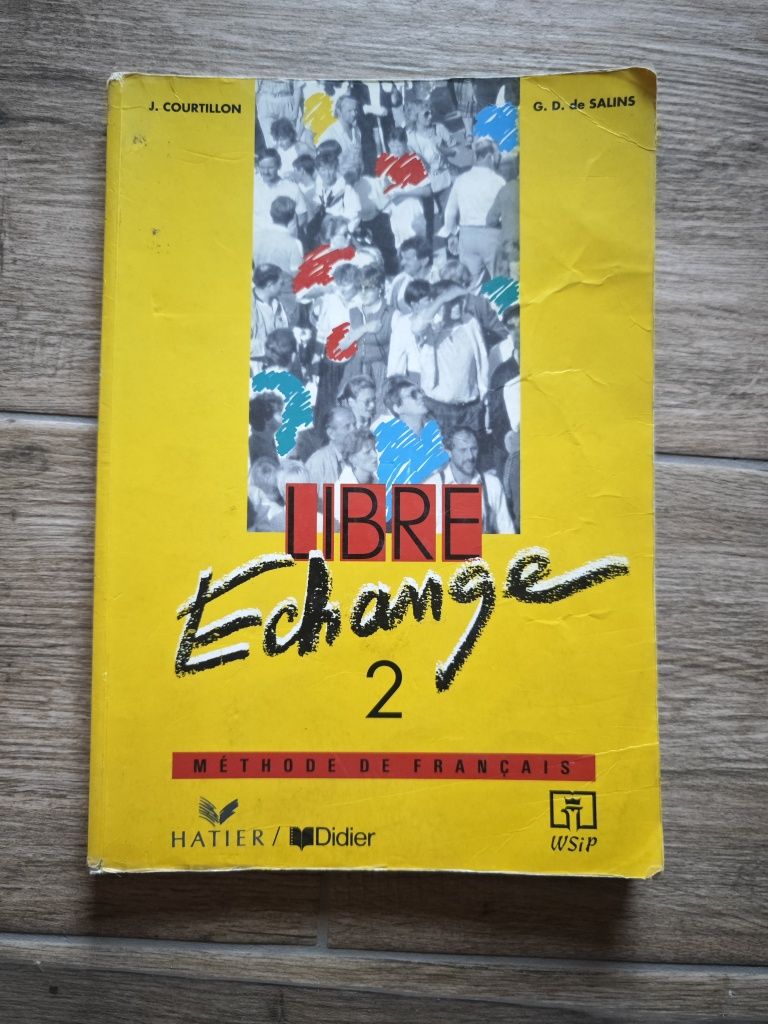 J. COURTILLON
G. D. de SALINS
LIBRE
Echange
2
MÉTHODE DE FRANÇAIS
HATIER / Didier
WSiP